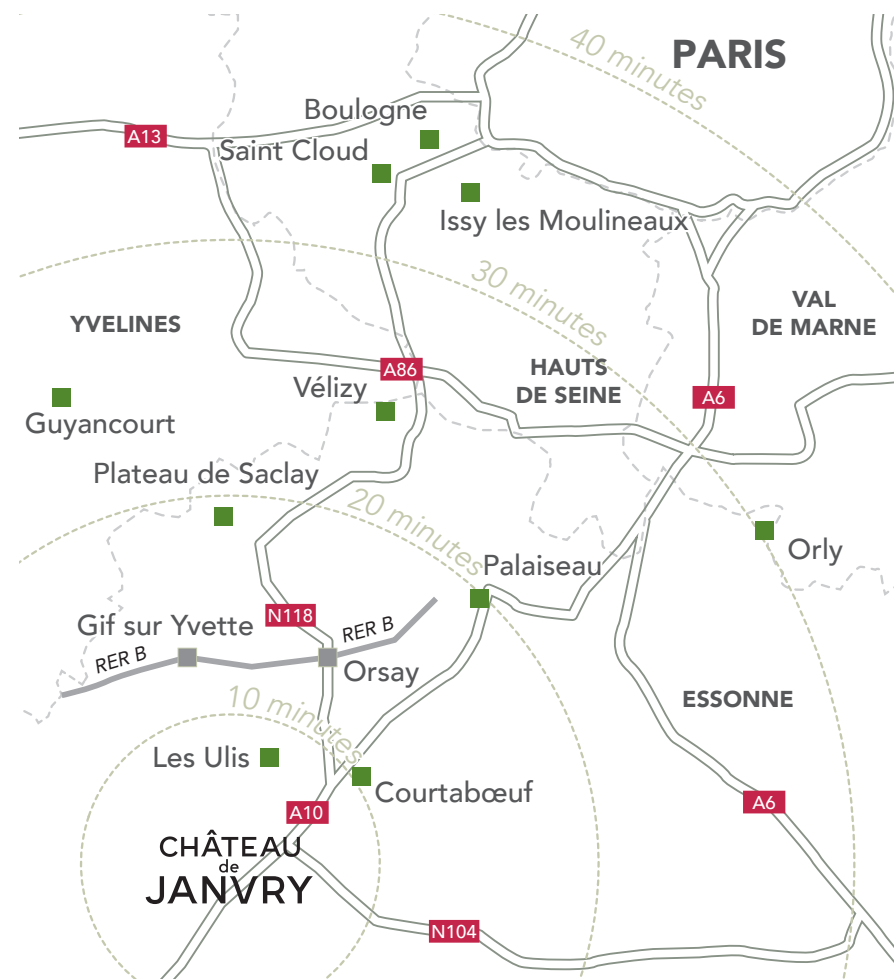 40 minutes
PARIS
Boulogne
A13
Saint Cloud
Issy les Moulineaux
30 minutes
YVELINES
VAL
DE MARNE
A86
HAUTS
DE SEINE
Vélizy
A6
Guyancourt
Plateau de Saclay
20 minutes
Orly
Palaiseau
N118
Gif sur Yvette
RER B
RER B
Orsay
10 minutes
ESSONNE
Les Ulis
Courtabœuf
A10
A6
CHÂTEAU
de
JANVRY
N104